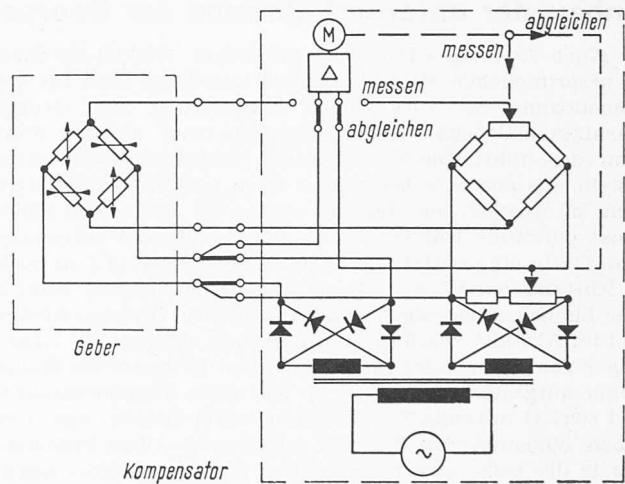 M
abgleichen
messen
messen
abgleichen
Geber
Kompensator